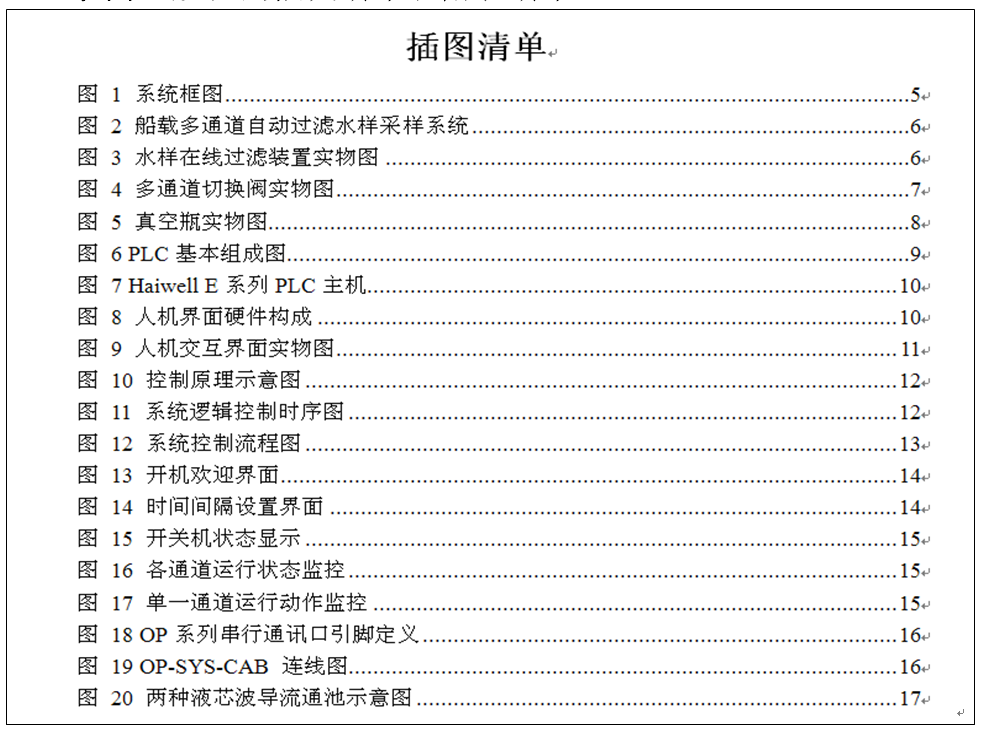 插图清单
图 1 系统框图........5
图 2 船载多通道自动过滤水样采样系统........6
图 3 水样在线过滤装置实物图........6
图 4 多通道切换阀实物图........7
图 5 真空瓶实物图........8
图 6 PLC 基本组成图........9
图 7 Haiwell E 系列 PLC 主机........10
图 8 人机界面硬件构成........10
图 9 人机交互界面实物图........11
图 10 控制原理示意图........12
图 11 系统逻辑控制时序图........12
图 12 系统控制流程图........13
图 13 开机欢迎界面........14
图 14 时间间隔设置界面........14
图 15 开关机状态显示........15
图 16 各通道运行状态监控........15
图 17 单一通道运行动作监控........15
图 18 OP 系列串行通讯口引脚定义........16
图 19 OP-SYS-CAB 连线图........16
图 20 两种液芯波导流通池示意图........17